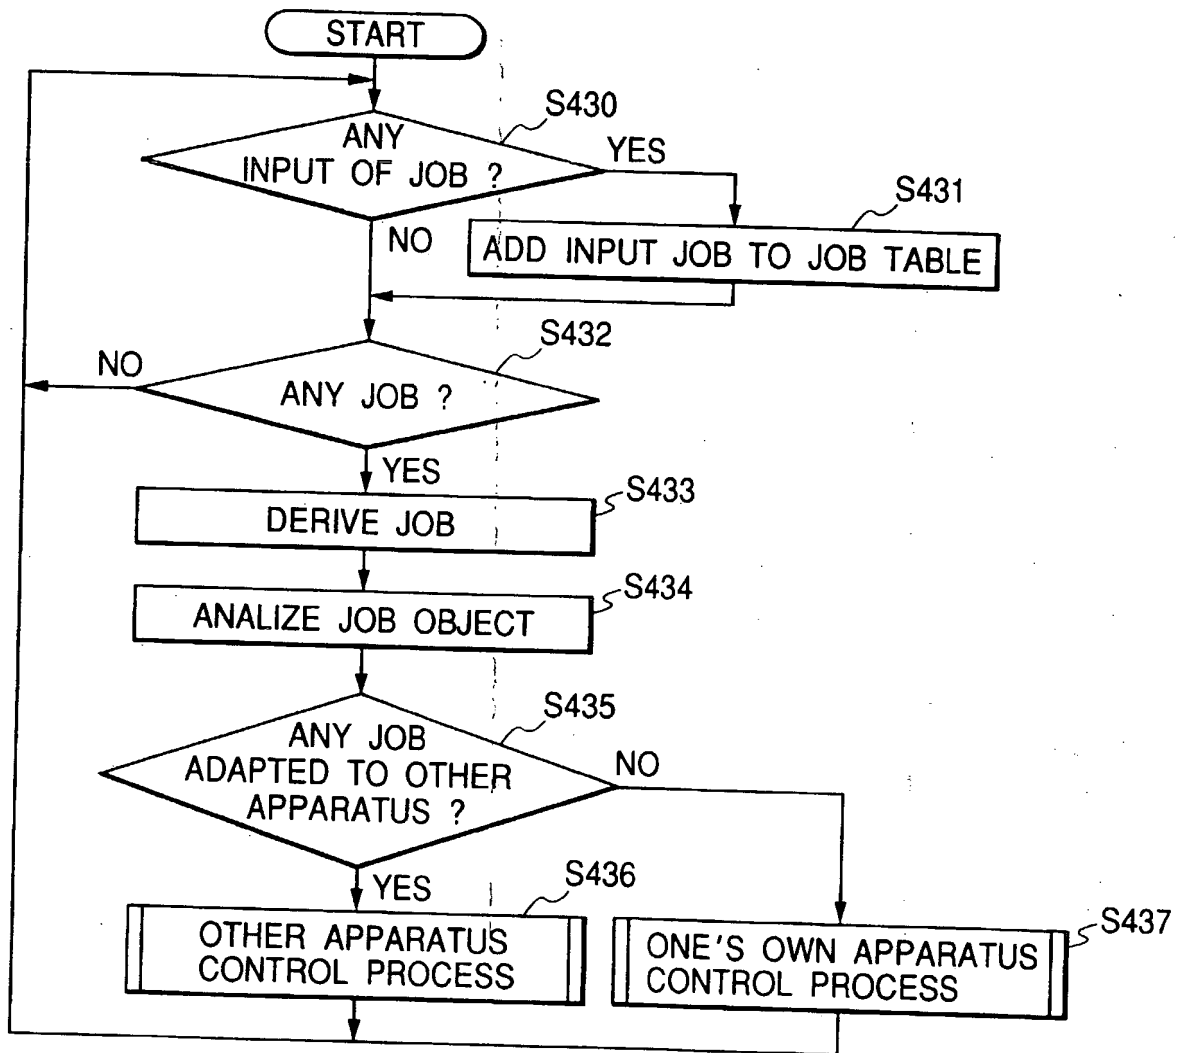 START
S430
ANY
INPUT OF JOB ?
YES
S431
NO
ADD INPUT JOB TO JOB TABLE
S432
NO
ANY JOB ?
YES
S433
DERIVE JOB
S434
ANALIZE JOB OBJECT
S435
ANY JOB
ADAPTED TO OTHER
APPARATUS ?
NO
YES
S436
OTHER APPARATUS
CONTROL PROCESS
S437
ONE'S OWN APPARATUS
CONTROL PROCESS